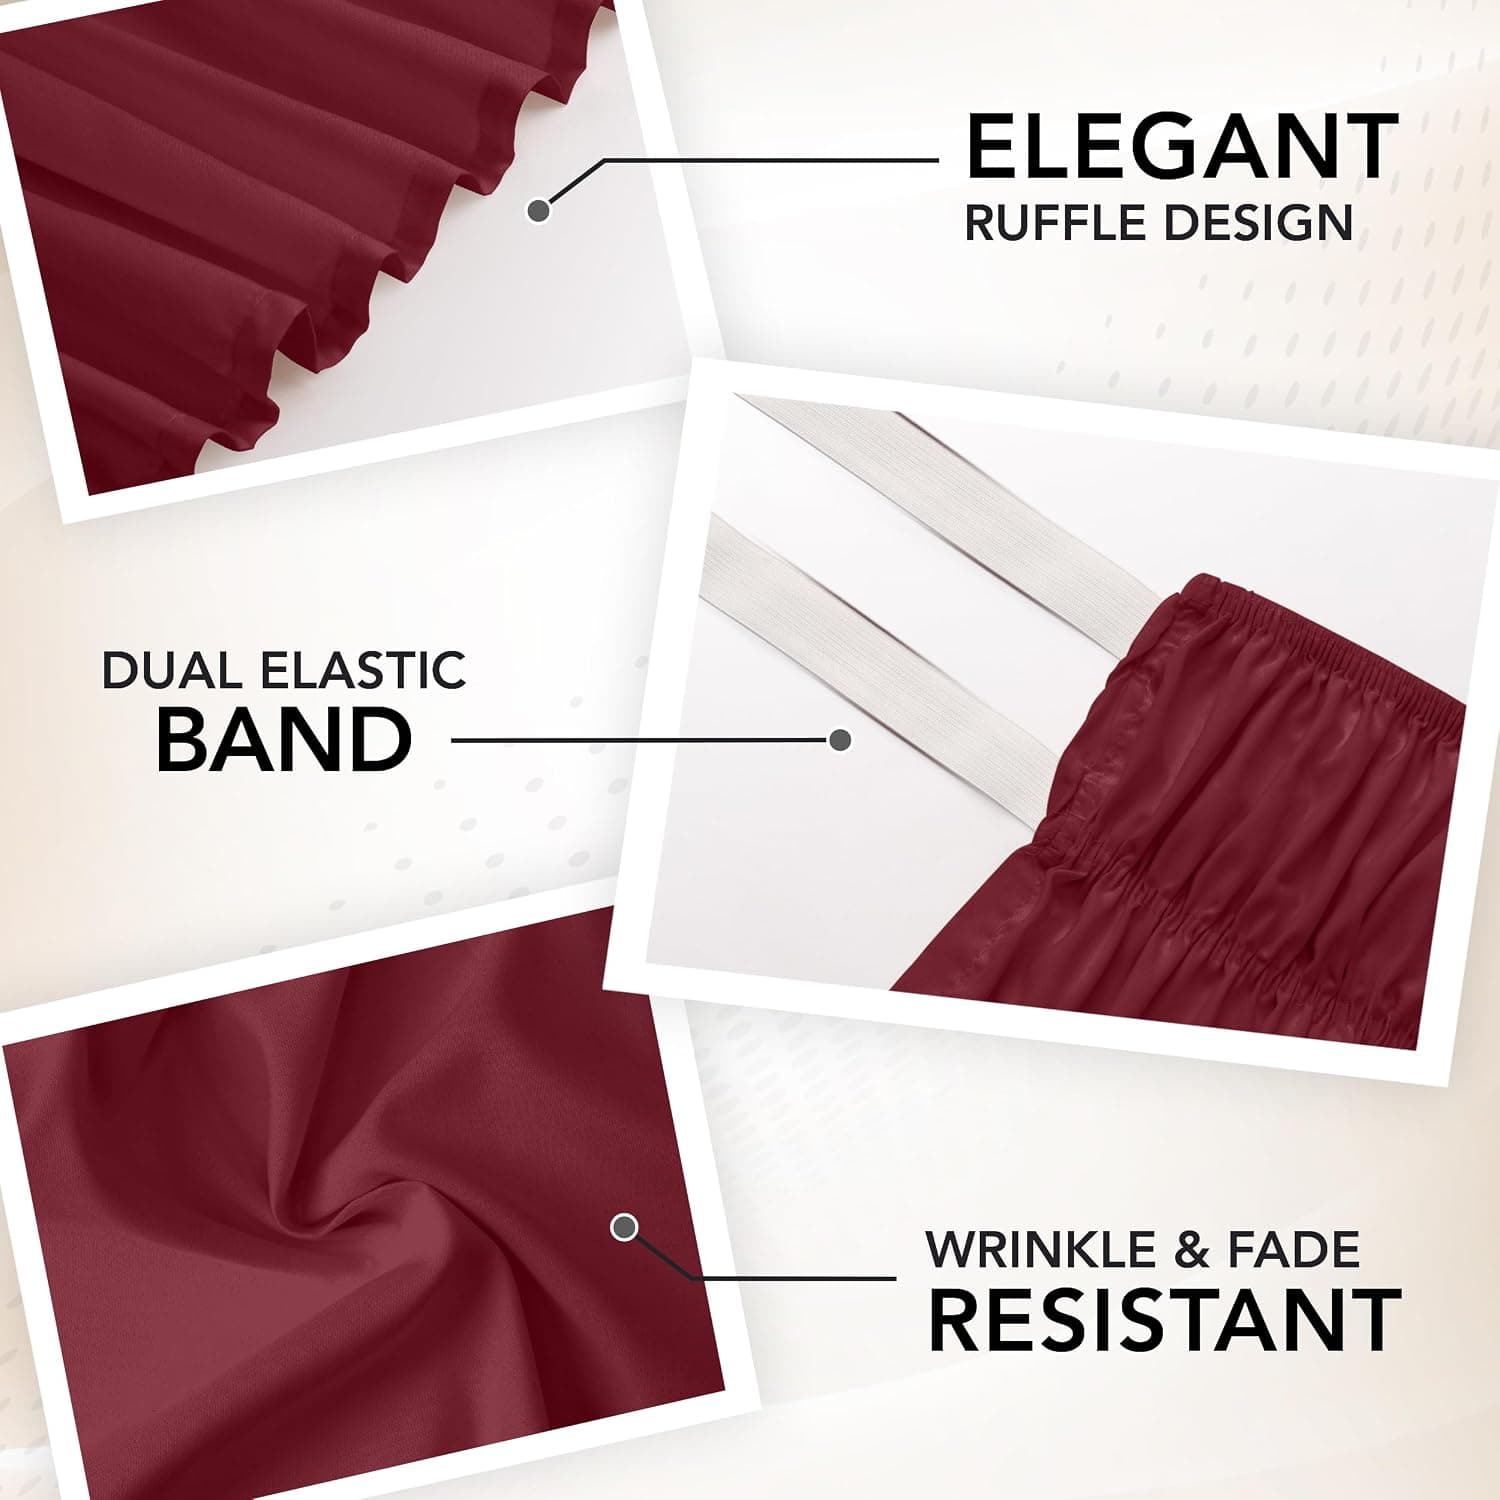 ELEGANT
RUFFLE DESIGN
DUAL ELASTIC
BAND
WRINKLE & FADE
RESISTANT